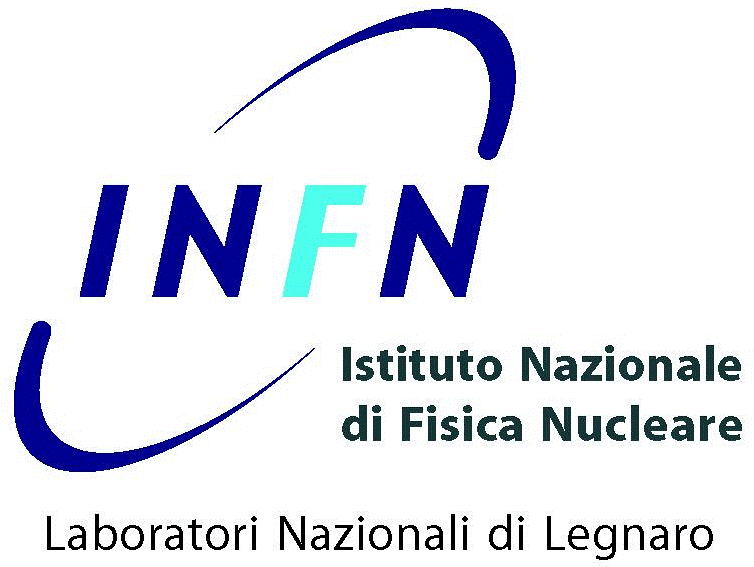 INFN
Istituto Nazionale
di Fisica Nucleare
Laboratori Nazionali di Legnaro